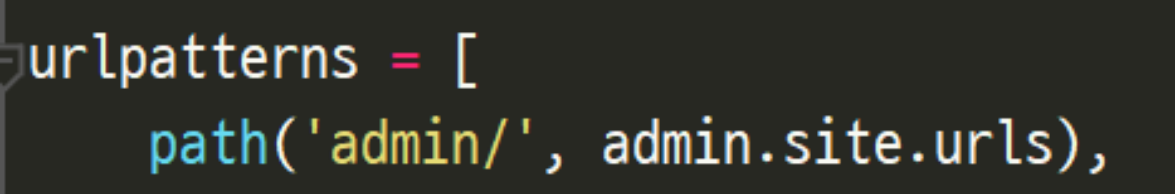 urlpatterns = [
    path('admin/', admin.site.urls),